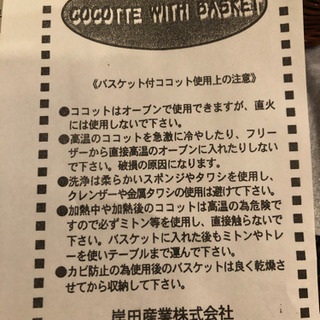 COCOTTE WITH BASKET
《バスケット付ココット使用上の注意》
●ココットはオーブンで使用できますが、直火
には使用しないで下さい。
●高温のココットを急激に冷やしたり、フリー
ザーから直接高温のオーブンに入れたりしない
で下さい。破損の原因になります。
●洗浄は柔らかいスポンジやタワシを使用し、
クレンザーや金属タワシの使用は避けて下さい。
●加熱中や加熱後のココットは高温の為危険で
すので必ずミトン等を使用し、直接触らないで
下さい。バスケットに入れた後もミトンやトレ
ーを使いテーブルまで運んで下さい。
●カビ防止の為使用後のバスケットは良く乾燥さ
せてから収納して下さい。
岸田産業株式会社